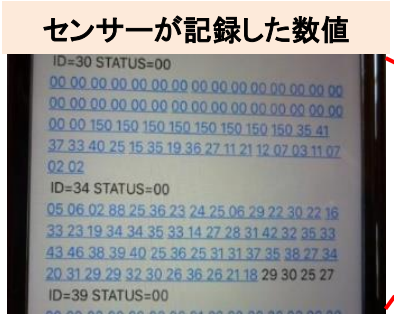 センサーが記録した数値
ID=30 STATUS=00
00 00 00 00 00 00 00 00 00 00 00 00 00 00 00
00 00 00 00 00 00 00 00 00 00 00 00 00 00 00
00 00 150 150 150 150 150 150 150 35 41
37 33 40 25 15 35 19 36 27 11 21 12 07 03 11 07
02 02
ID=34 STATUS=00
05 06 02 88 25 36 23 24 25 06 29 22 30 22 16
33 23 19 34 34 35 33 14 27 28 31 42 32 35 33
43 46 38 39 40 25 36 25 31 31 37 35 38 27 34
20 31 29 29 32 30 26 36 26 21 18 29 30 25 27
ID=39 STATUS=00